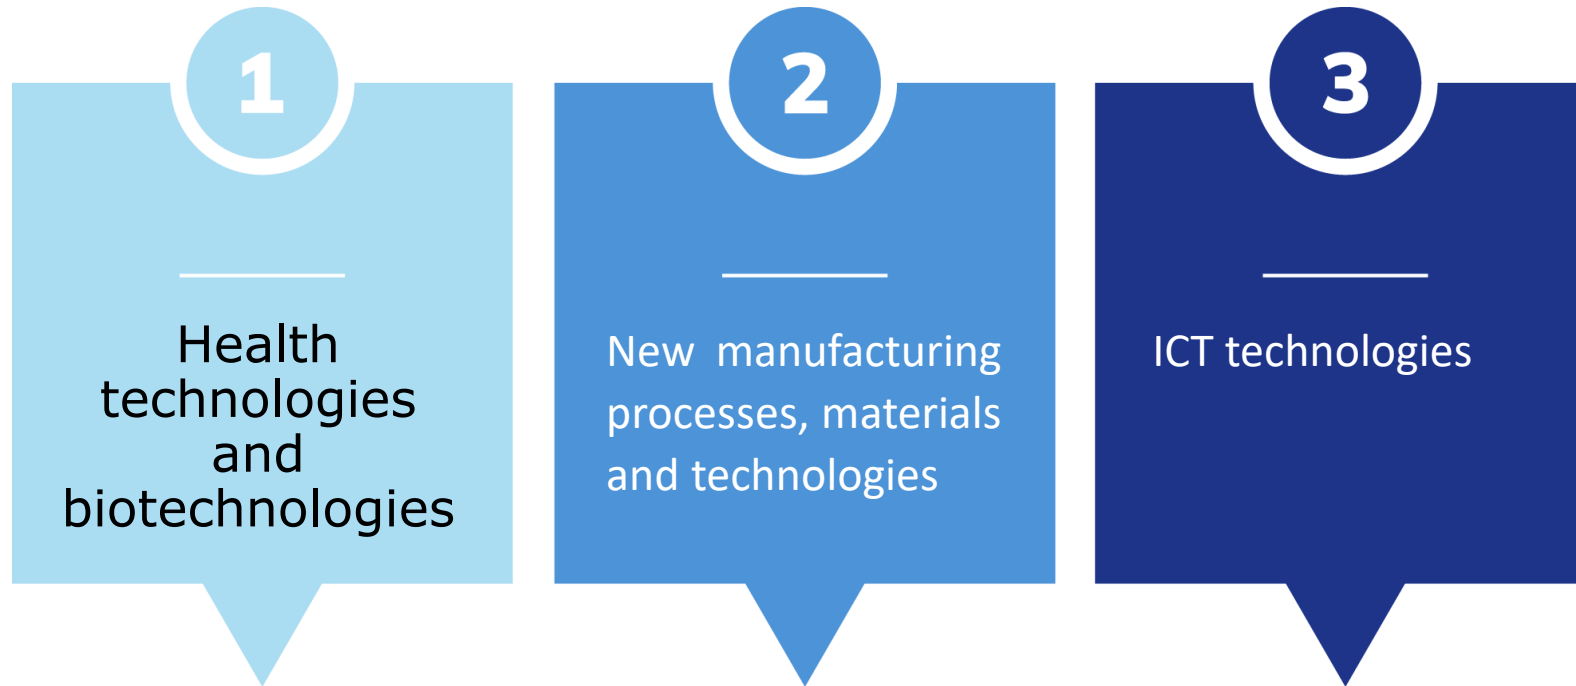 1
Health
technologies
and
biotechnologies
2
New manufacturing
processes, materials
and technologies
3
ICT technologies